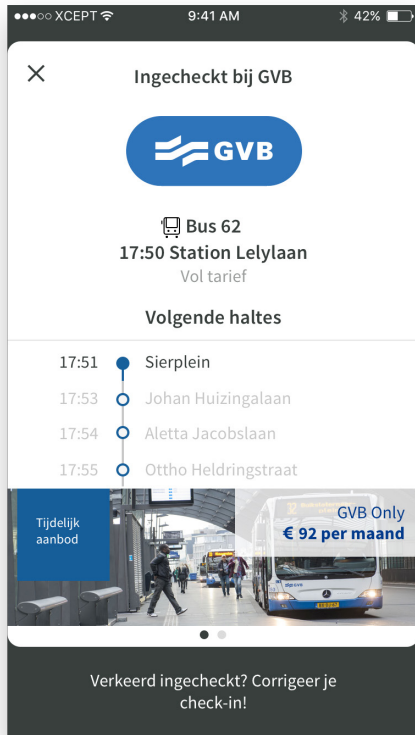 XCEPT 9:41 AM 42%
Ingecheckt bij GVB
GVB
Bus 62
17:50 Station Lelylaan
Vol tarief
Volgende haltes
17:51 Sierplein
17:53 Johan Huizingalaan
17:54 Aletta Jacobslaan
17:55 Ottho Heldringstraat
Tijdelijk
aanbod
GVB Only
€ 92 per maand
Verkeerd ingecheckt? Corrigeer je
check-in!